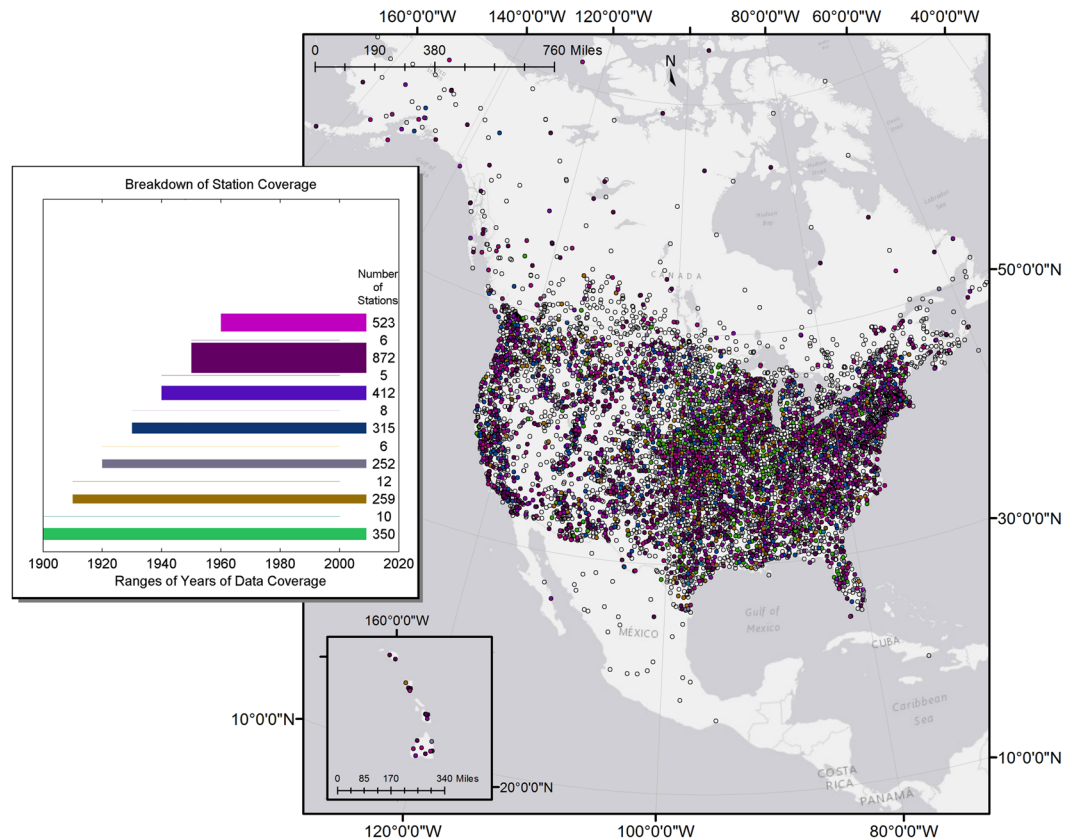 160°0'0"W 140°0'0"W 120°0'0"W 80°0'0"W 60°0'0"W 40°0'0"W
0 190 380 760 Miles
N
Breakdown of Station Coverage
Number
of
Stations
523
6
872
5
412
8
315
6
252
12
259
10
350
1900 1920 1940 1960 1980 2000 2020
Ranges of Years of Data Coverage
Hudson
Bay
Labrador
Sea
CANADA
50°0'0"N
30°0'0"N
Gulf of
Mexico
MÉXICO
CUBA
Caribbean
Sea
COSTA
RICA
PANAMA
160°0'0"W
10°0'0"N
10°0'0"N
0 85 170 340 Miles
20°0'0"N
120°0'0"W 100°0'0"W 80°0'0"W